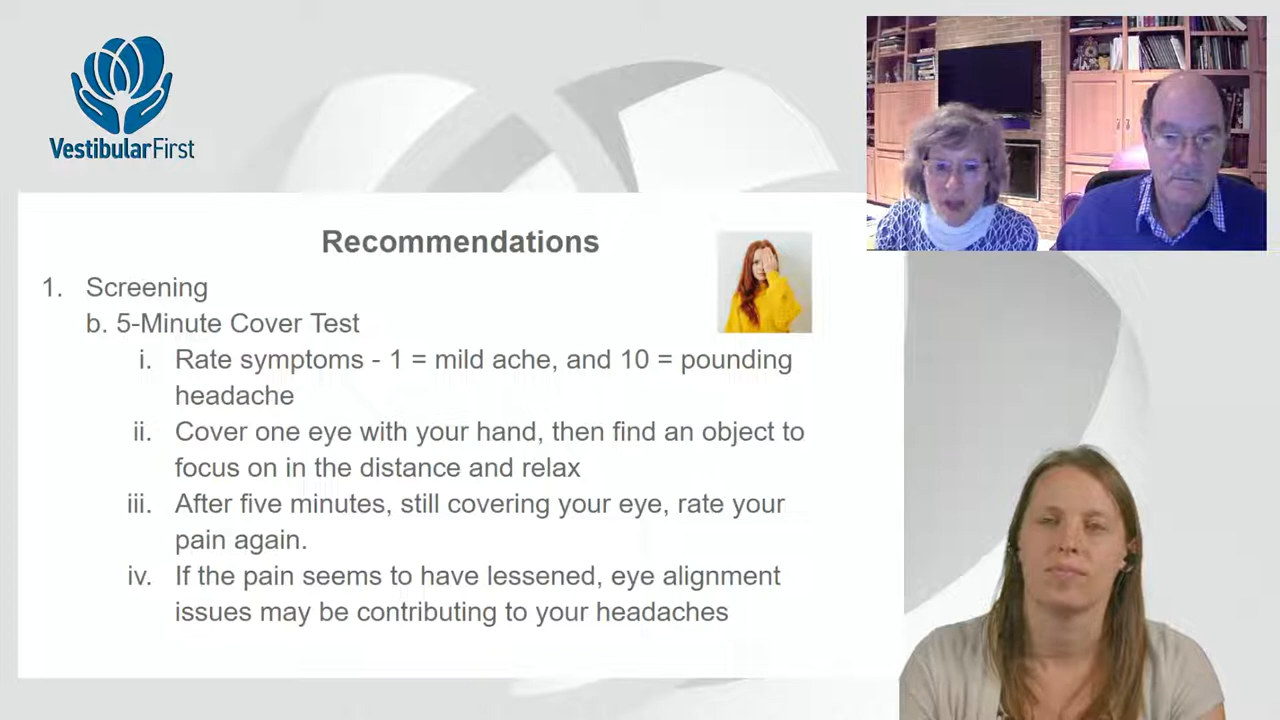 VestibularFirst
Recommendations
1. Screening
b. 5-Minute Cover Test
i. Rate symptoms - 1 = mild ache, and 10 = pounding
headache
ii. Cover one eye with your hand, then find an object to
focus on in the distance and relax
iii. After five minutes, still covering your eye, rate your
pain again.
iv. If the pain seems to have lessened, eye alignment
issues may be contributing to your headaches